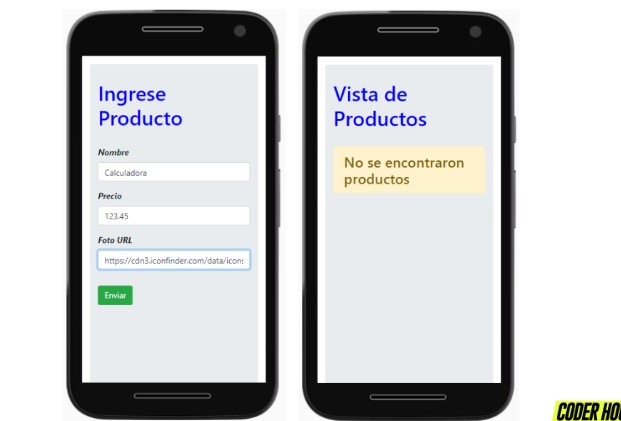 Ingrese
Producto
Nombre
Calculadora
Precio
123.45
Foto URL
https://cdn3.iconfinder.com/data/icons
Enviar
Vista de
Productos
No se encontraron
productos
CODER HOU